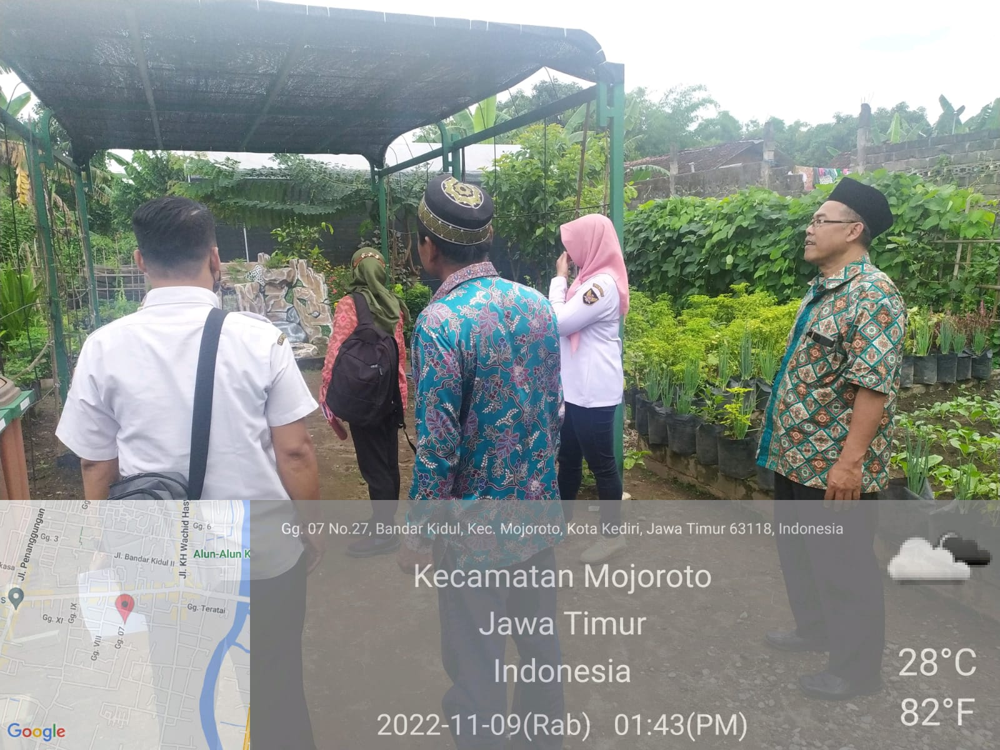 Gg. 07 No.27, Bandar Kidul, Kec. Mojoroto, Kota Kediri, Jawa Timur 63118, Indonesia
Kecamatan Mojoroto
Jawa Timur
Indonesia
2022-11-09(Rab) 01:43(PM)
28°C
82°F
Jl. Penanggungan
Gg. 3
Gg
Jl. KH Wachid Has
Gg. 6
Jl. Bandar Kidul II
Alun-Alun K
kasa
s
Gg. XI
Gg. IX
Gg. VIII
Gg. 07
Gg. Teratai
Google